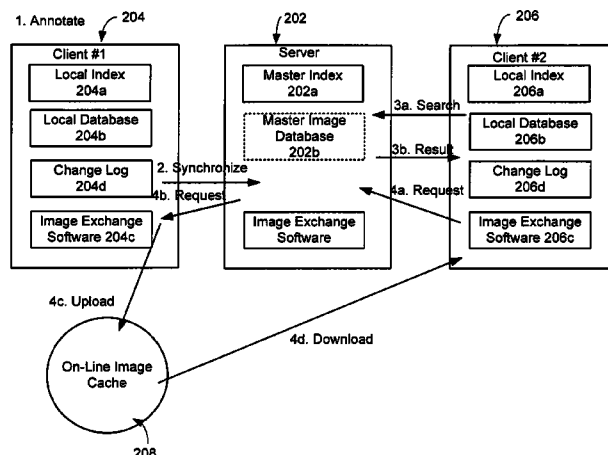 1. Annotate
204
202
206
Client #1
Server
Client #2
Local Index
204a
Master Index
202a
Local Index
206a
3a. Search
Local Database
204b
Master Image
Database
202b
Local Database
206b
3b. Result
2. Synchronize
Change Log
204d
Change Log
206d
4b. Request
4a. Request
Image Exchange
Software 204c
Image Exchange
Software
Image Exchange
Software 206c
4c. Upload
4d. Download
On-Line Image
Cache
208